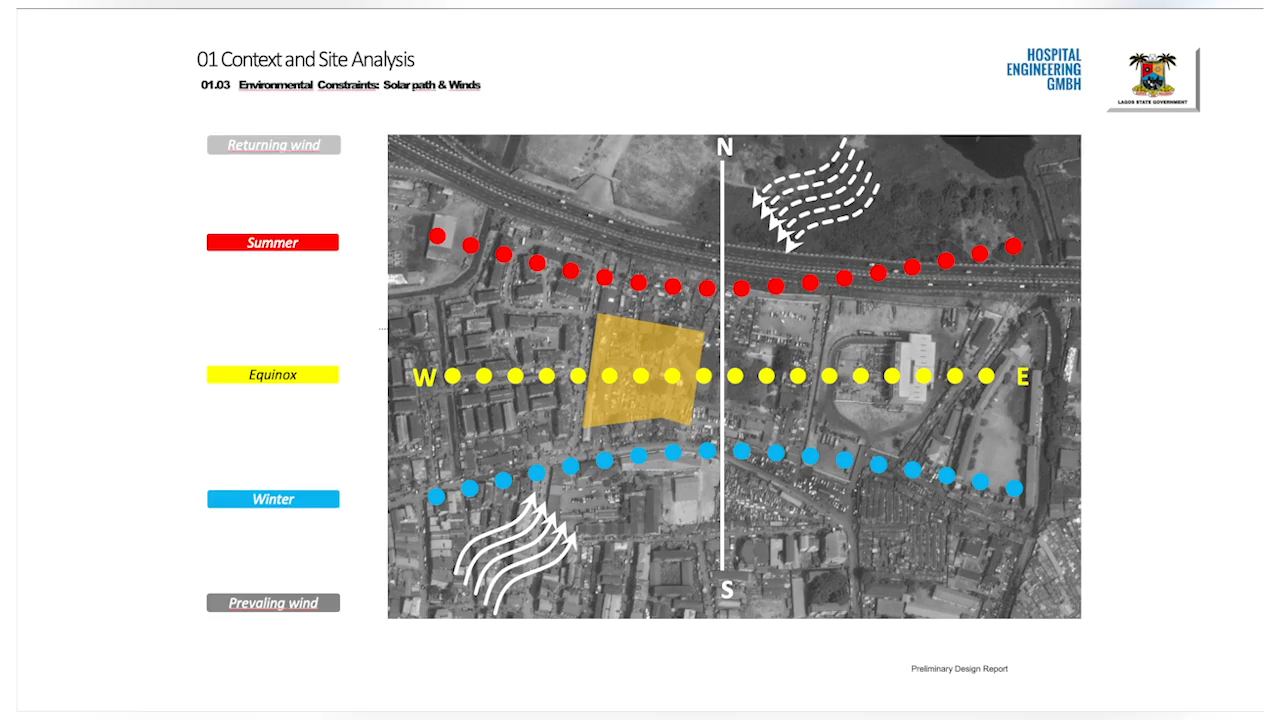 01 Context and Site Analysis
01.03 Environmental Constraints: Solar path & Winds
HOSPITAL
ENGINEERING
GMBH
LAGOS STATE GOVERNMENT
Returning wind
N
Summer
Equinox
W
E
Winter
S
Prevaling wind
Preliminary Design Report